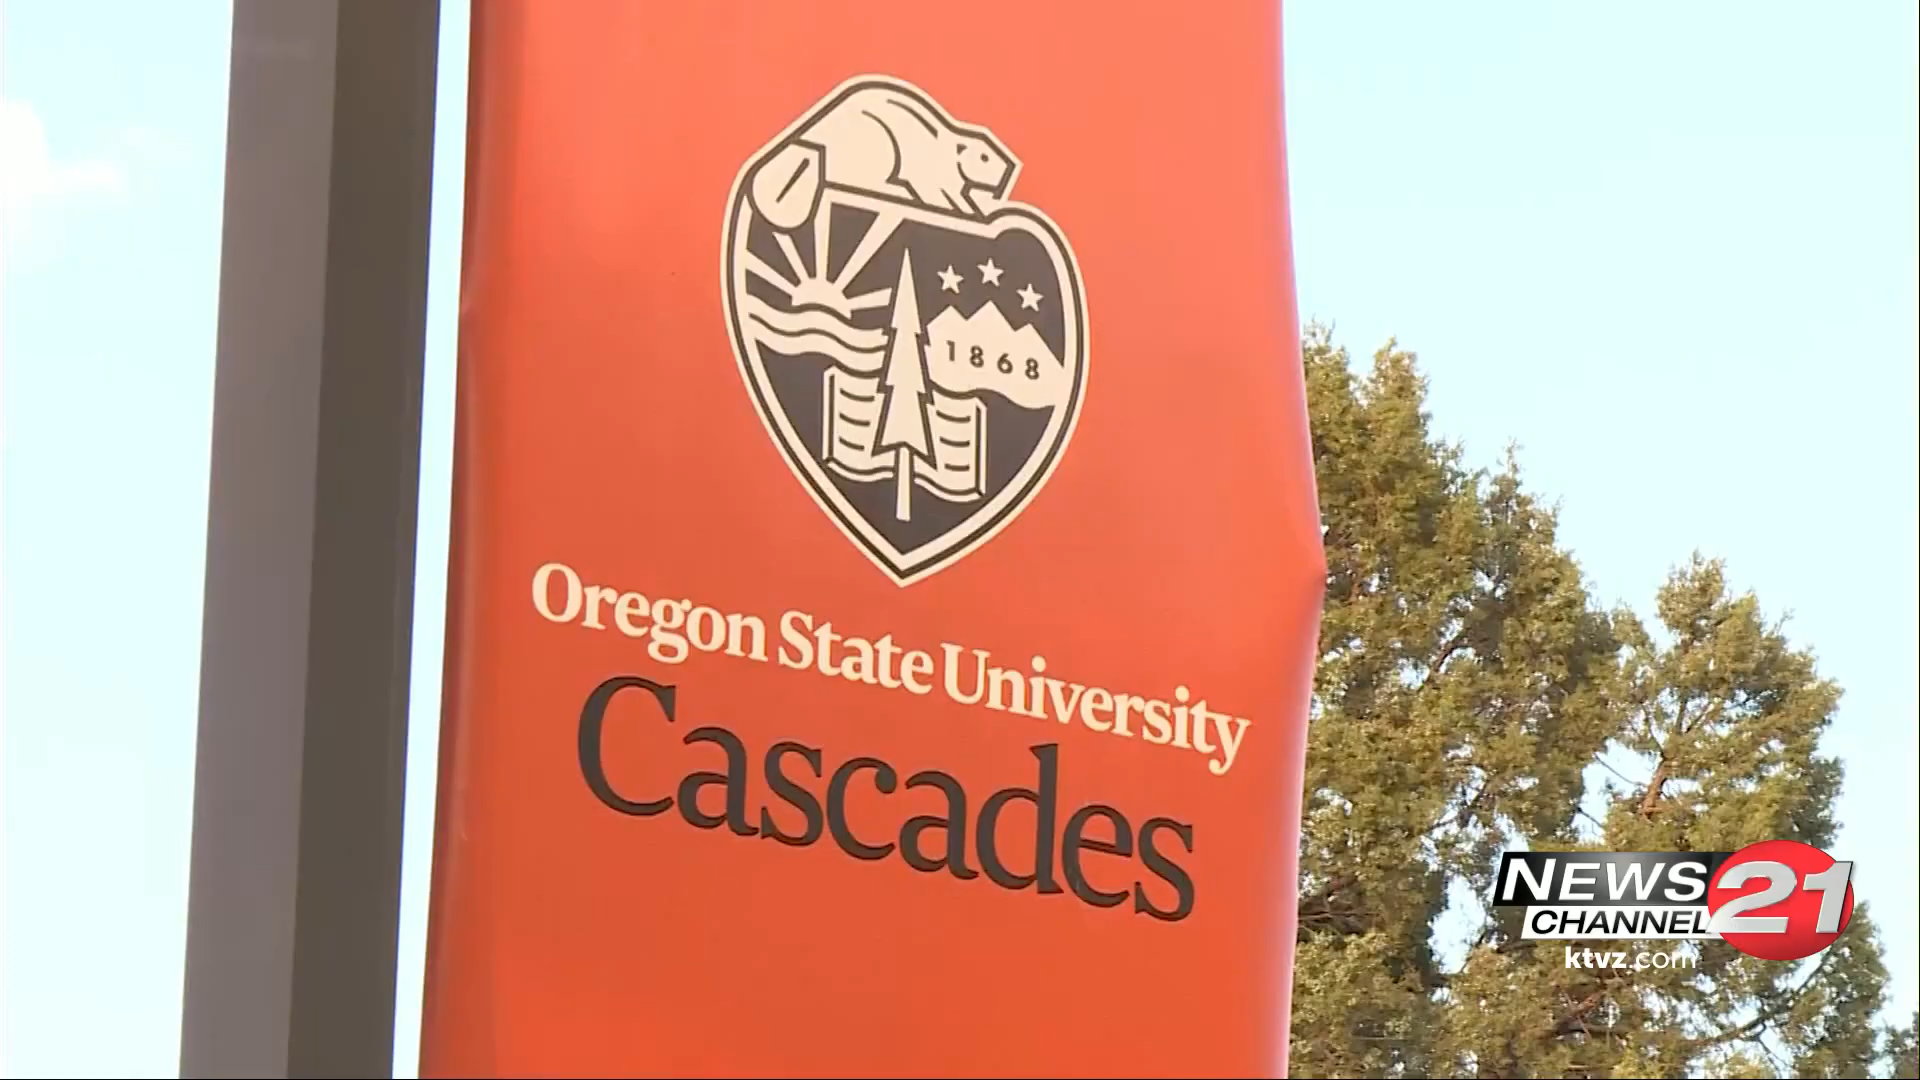 1868
Oregon State University
Cascades
NEWS
CHANNEL 21
ktvz.com